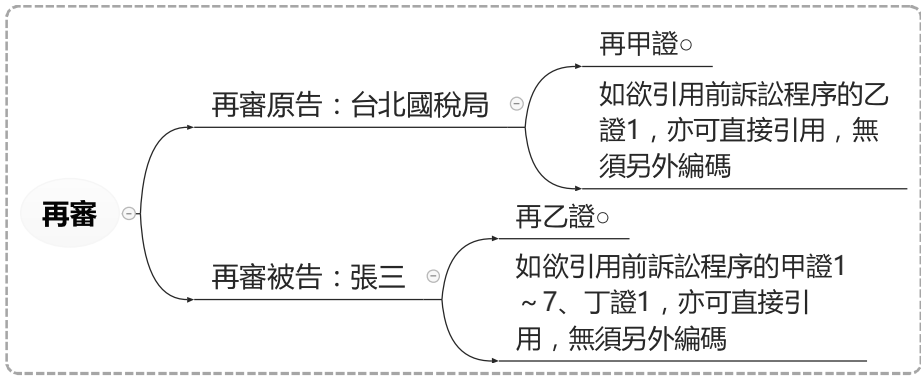 再審
再審原告：台北國稅局
再甲證○
如欲引用前訴訟程序的乙
證1，亦可直接引用，無
須另外編碼
再審被告：張三
再乙證○
如欲引用前訴訟程序的甲證1
~7、丁證1，亦可直接引
用，無須另外編碼